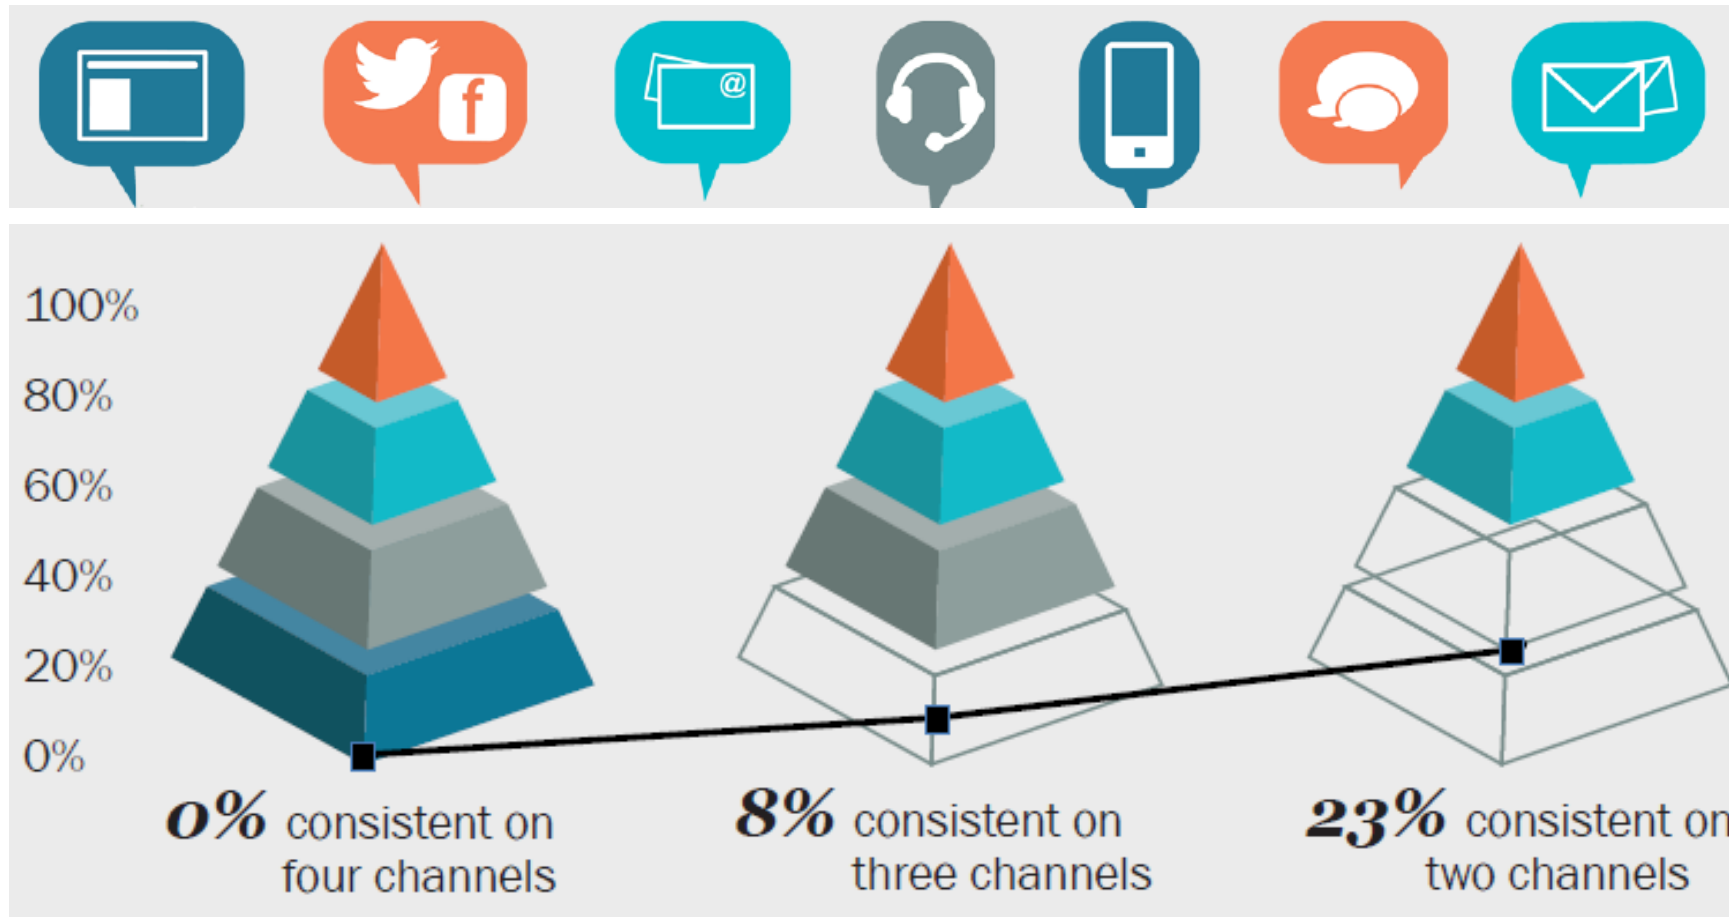 f
@
100%
80%
60%
40%
20%
0%
0% consistent on
four channels
8% consistent on
three channels
23% consistent on
two channels